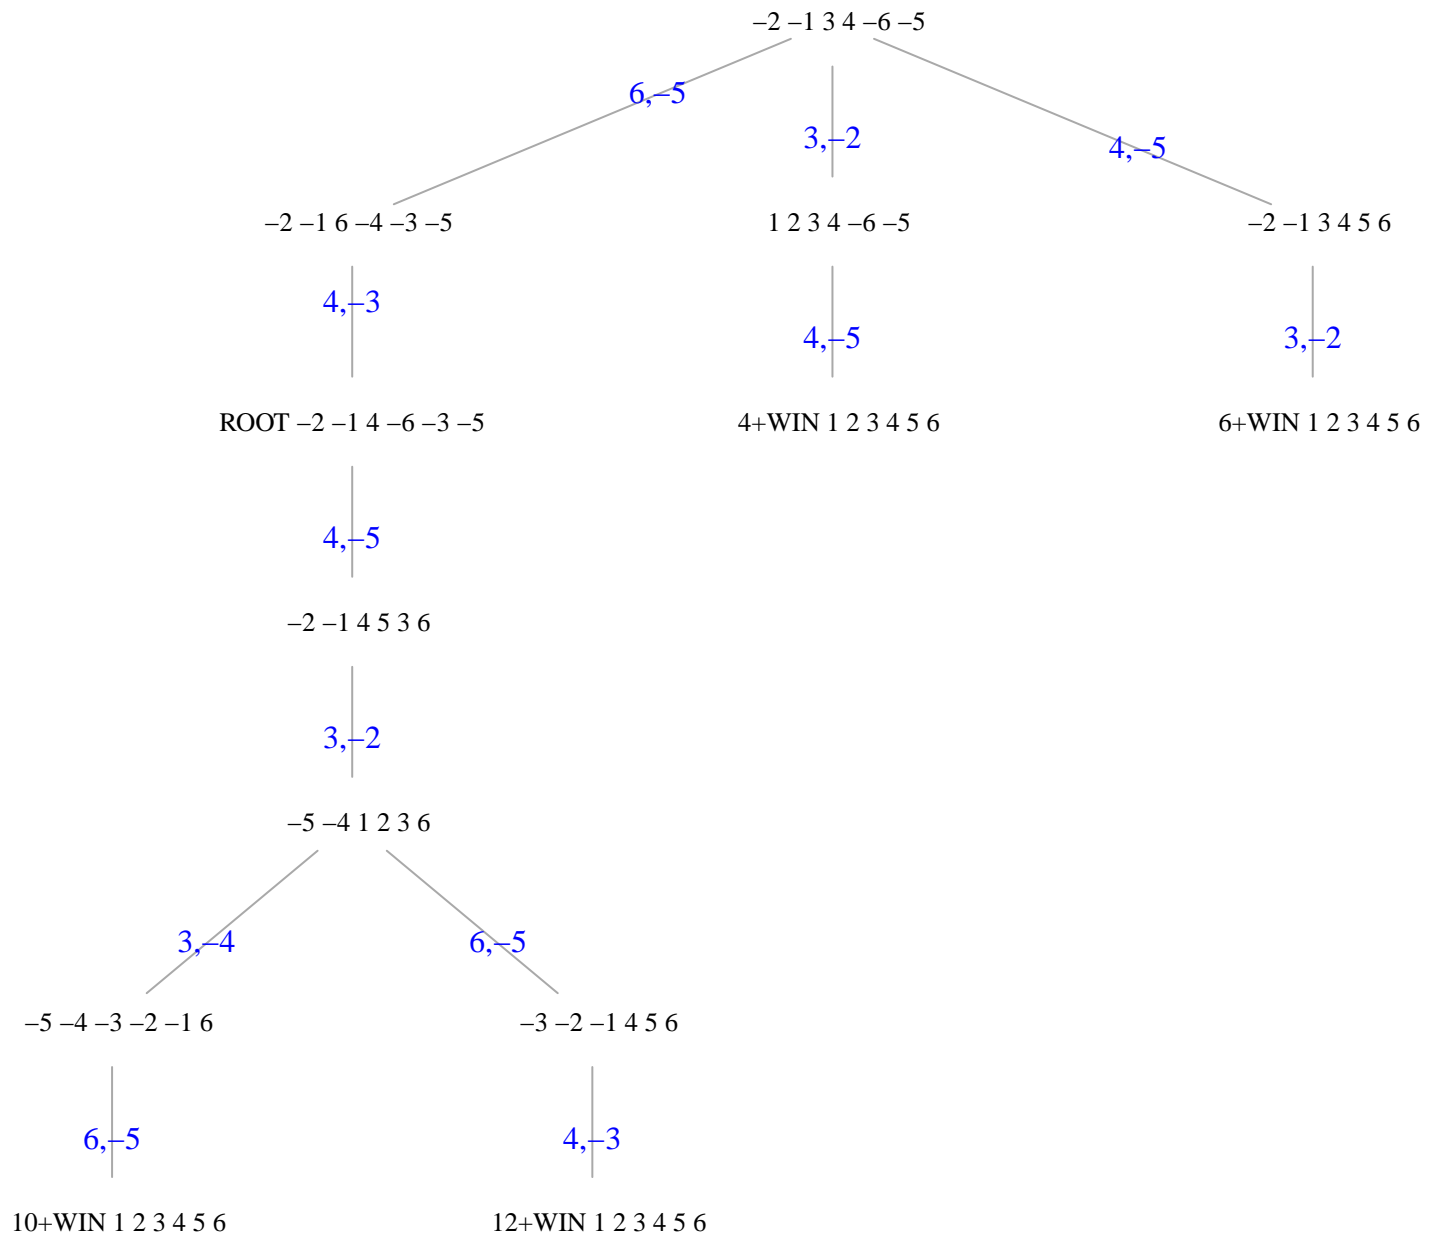 –2 –1 3 4 –6 –5
6,–5
3,–2
4,–5
–2 –1 6 –4 –3 –5
1 2 3 4 –6 –5
–2 –1 3 4 5 6
4,–3
4,–5
3,–2
ROOT –2 –1 4 –6 –3 –5
4+WIN 1 2 3 4 5 6
6+WIN 1 2 3 4 5 6
4,–5
–2 –1 4 5 3 6
3,–2
–5 –4 1 2 3 6
3,–4
6,–5
–5 –4 –3 –2 –1 6
–3 –2 –1 4 5 6
6,–5
4,–3
10+WIN 1 2 3 4 5 6
12+WIN 1 2 3 4 5 6